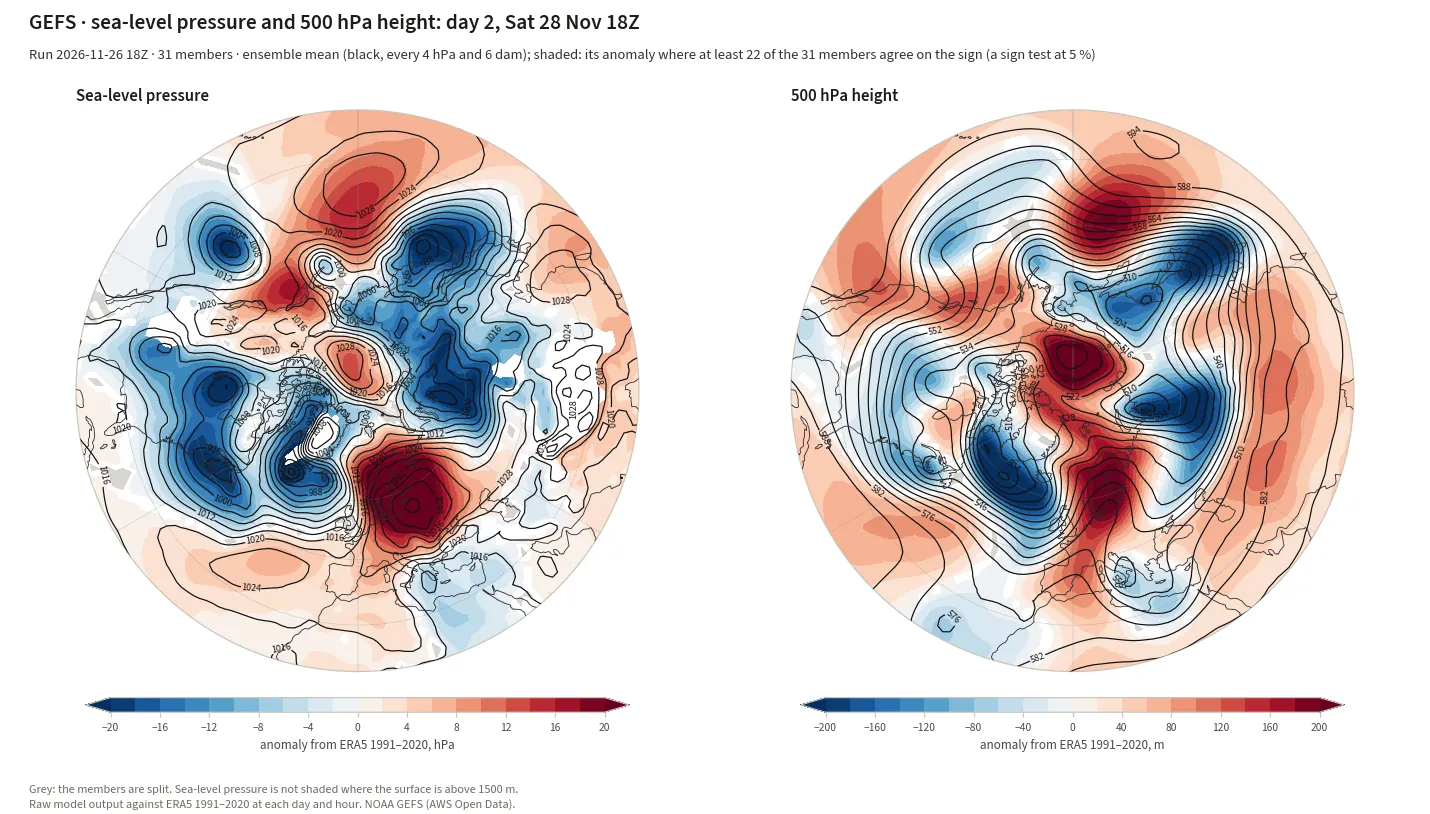 GEFS · sea-level pressure and 500 hPa height: day 2, Sat 28 Nov 18Z
Run 2026-11-26 18Z · 31 members · ensemble mean (black, every 4 hPa and 6 dam); shaded: its anomaly where at least 22 of the 31 members agree on the sign (a sign test at 5 %)
Sea-level pressure
500 hPa height
−20 −16 −12 −8 −4 0 4 8 12 16 20
anomaly from ERA5 1991–2020, hPa
−200 −160 −120 −80 −40 0 40 80 120 160 200
anomaly from ERA5 1991–2020, m
Grey: the members are split. Sea-level pressure is not shaded where the surface is above 1500 m.
Raw model output against ERA5 1991–2020 at each day and hour. NOAA GEFS (AWS Open Data).